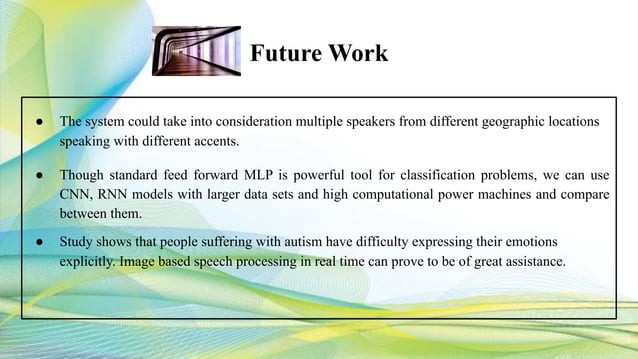 Future Work
● The system could take into consideration multiple speakers from different geographic locations
speaking with different accents.
● Though standard feed forward MLP is powerful tool for classification problems, we can use
CNN, RNN models with larger data sets and high computational power machines and compare
between them.
● Study shows that people suffering with autism have difficulty expressing their emotions
explicitly. Image based speech processing in real time can prove to be of great assistance.